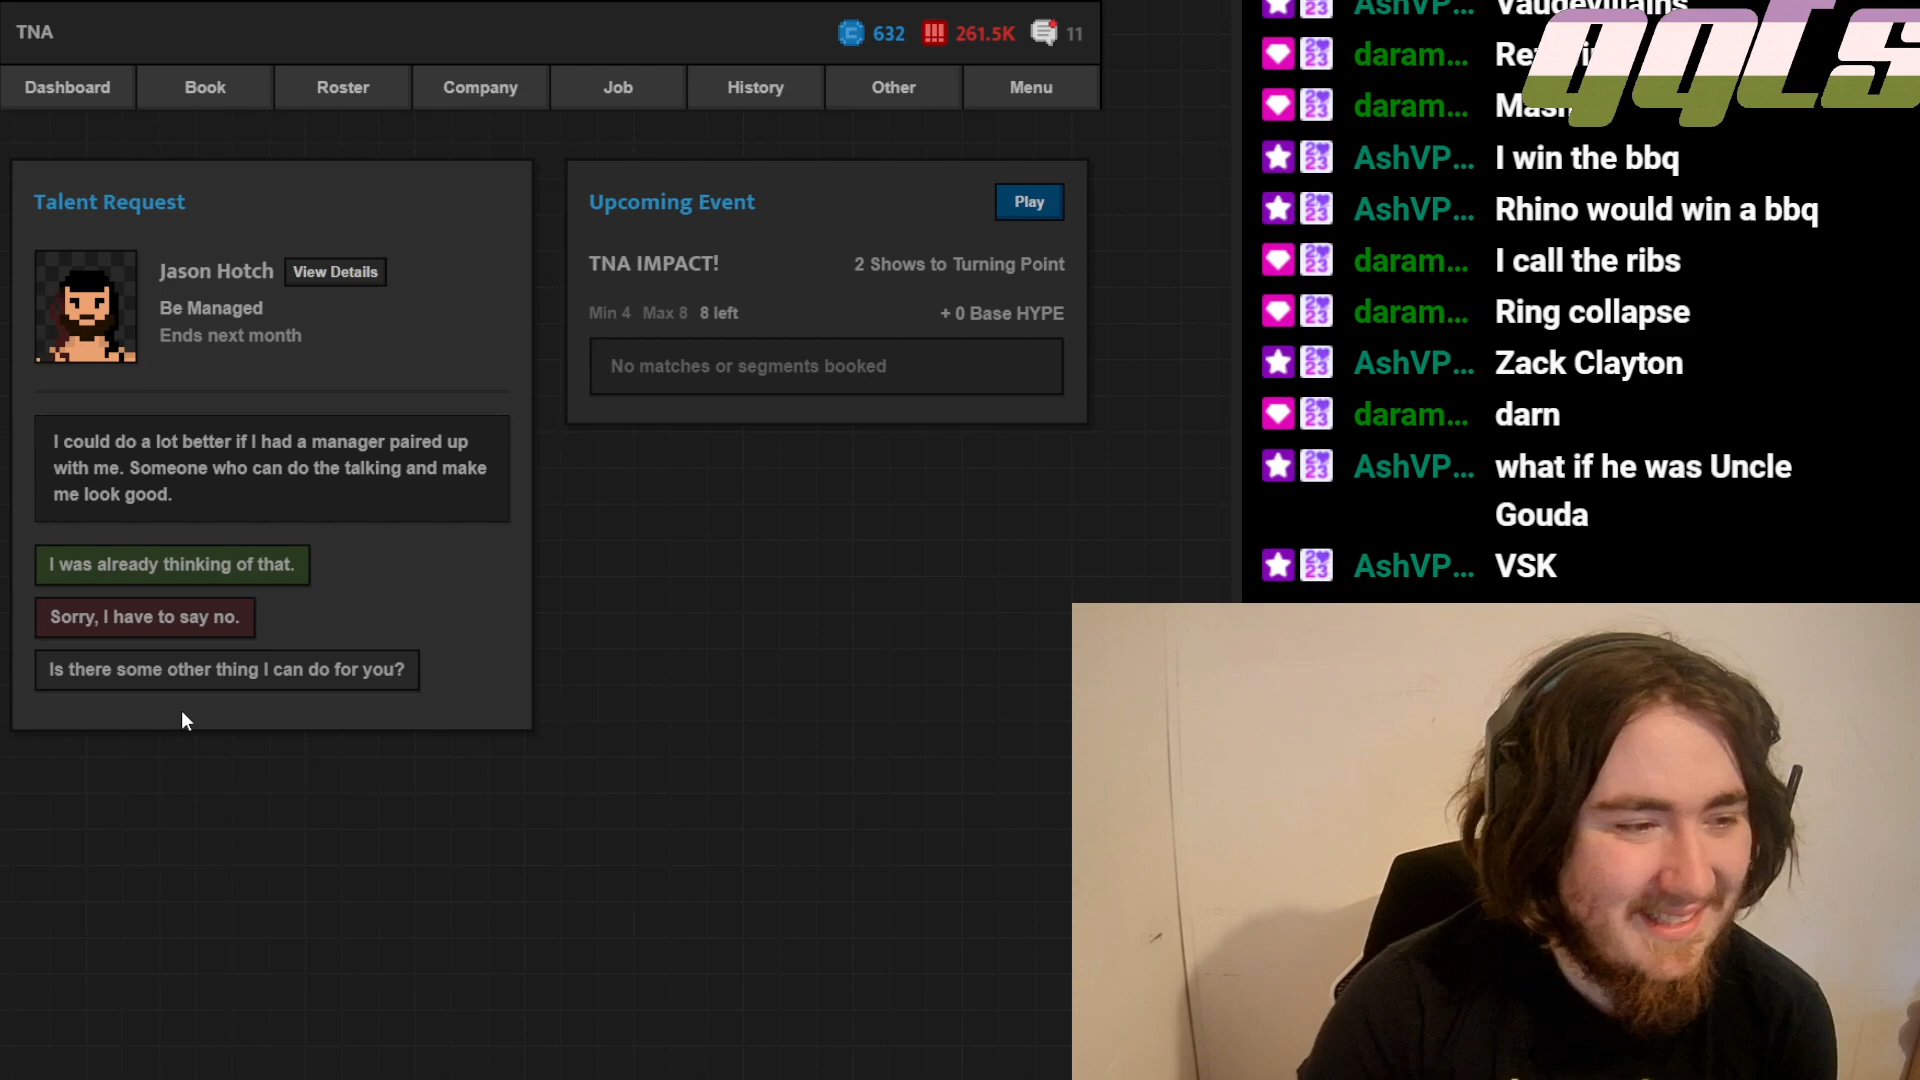 TNA
632
261.5K
11
Dashboard
Book
Roster
Company
Job
History
Other
Menu
Talent Request
Jason Hotch
View Details
Be Managed
Ends next month
I could do a lot better if I had a manager paired up
with me. Someone who can do the talking and make
me look good.
I was already thinking of that.
Sorry, I have to say no.
Is there some other thing I can do for you?
Upcoming Event
Play
TNA IMPACT!
2 Shows to Turning Point
Min 4 Max 8 8 left
+ 0 Base HYPE
No matches or segments booked
AshVP... Vaudevillains
daram...
daram...
AshVP... I win the bbq
AshVP... Rhino would win a bbq
daram... I call the ribs
daram... Ring collapse
AshVP... Zack Clayton
daram... darn
AshVP... what if he was Uncle
Gouda
AshVP... VSK